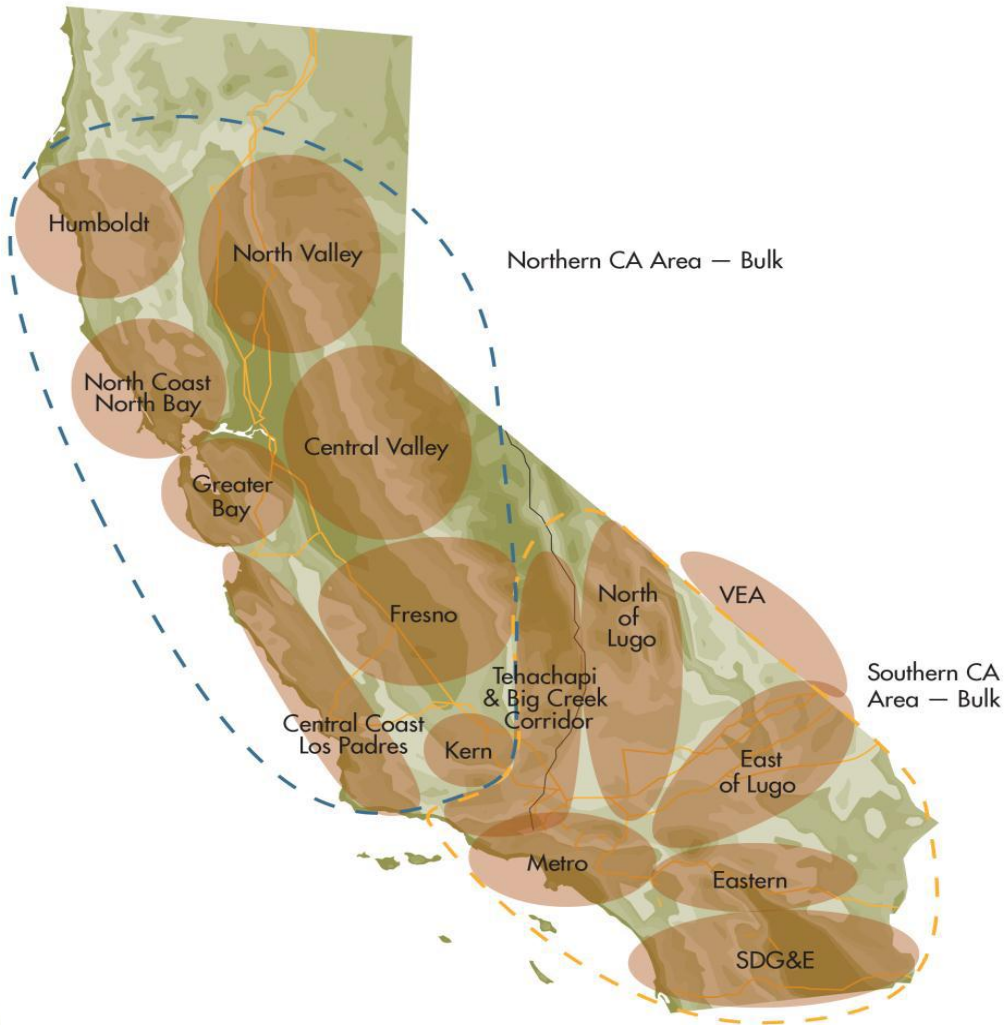 Humboldt
North Valley
Northern CA Area — Bulk
North Coast
North Bay
Central Valley
Greater
Bay
Fresno
North
of
Lugo
VEA
Tehachapi
& Big Creek
Corridor
Southern CA
Area — Bulk
Central Coast
Los Padres
Kern
East
of Lugo
Metro
Eastern
SDG&E